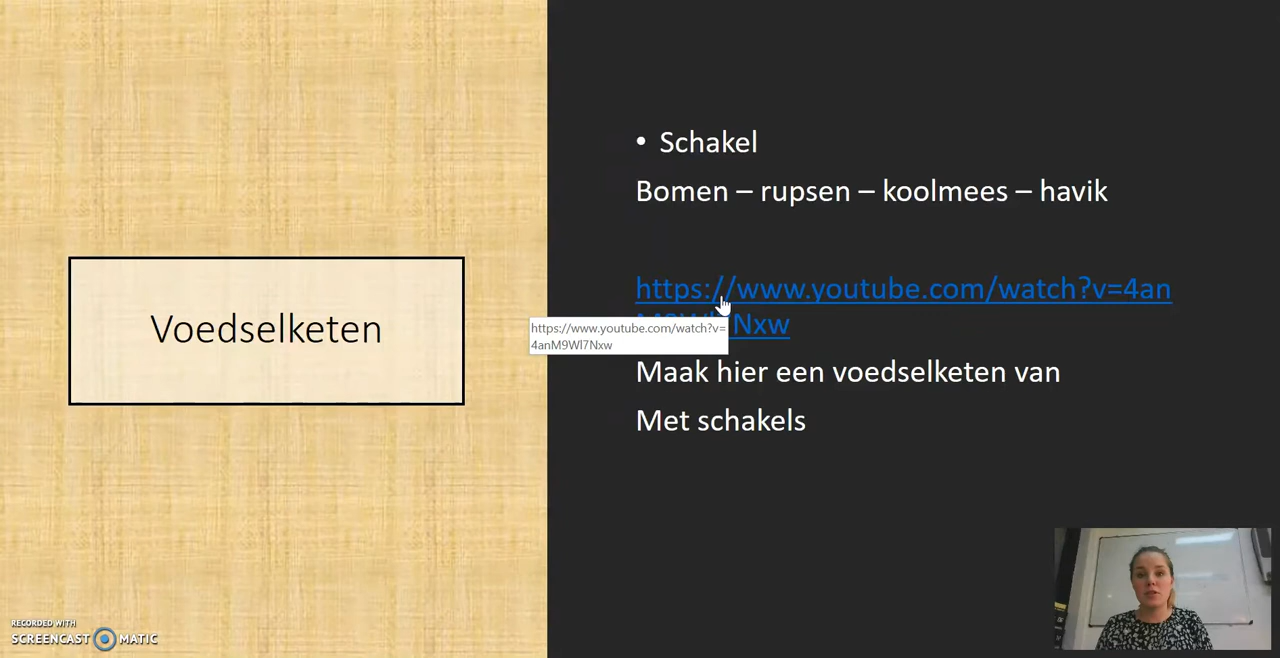 Voedselketen
• Schakel
Bomen – rupsen – koolmees – havik
https://www.youtube.com/watch?v=4an
Nxw
https://www.youtube.com/watch?v=
4anM9Wl7Nxw
Maak hier een voedselketen van
Met schakels
RECORDED WITH
SCREENCAST MATIC